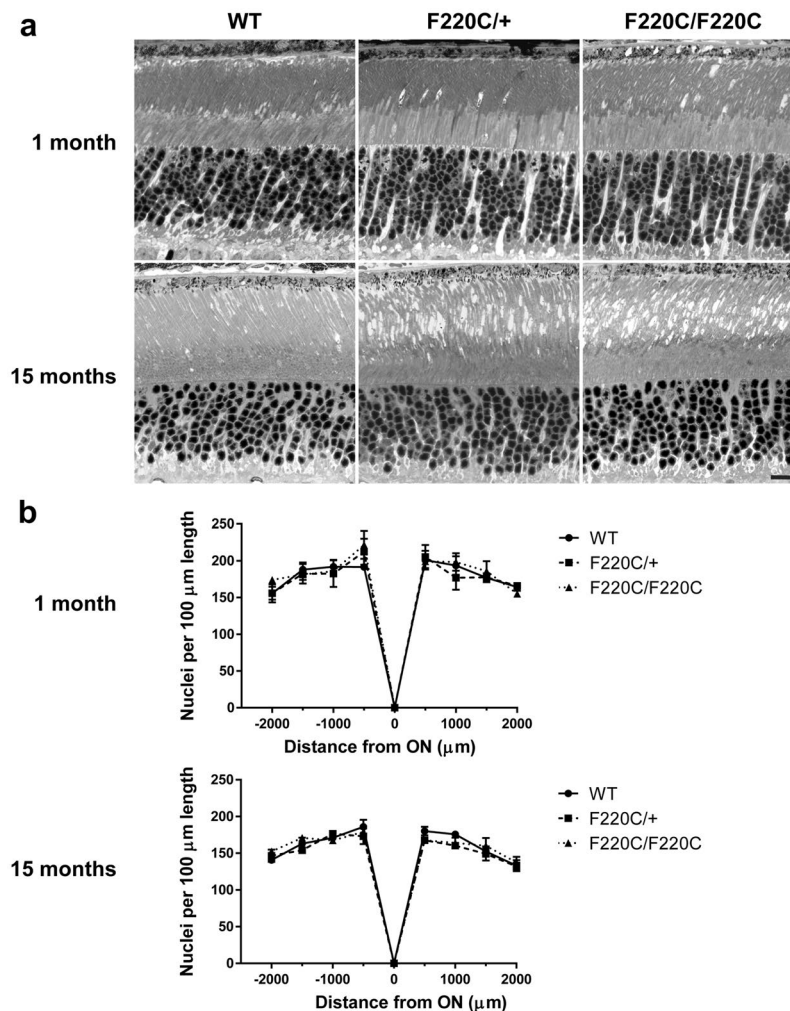 a
WT F220C/+ F220C/F220C
1 month
15 months
b
1 month
Nuclei per 100 μm length
250
200
150
100
50
0
-2000 -1000 0 1000 2000
Distance from ON (μm)
WT
F220C/+
F220C/F220C
15 months
Nuclei per 100 μm length
250
200
150
100
50
0
-2000 -1000 0 1000 2000
Distance from ON (μm)
WT
F220C/+
F220C/F220C